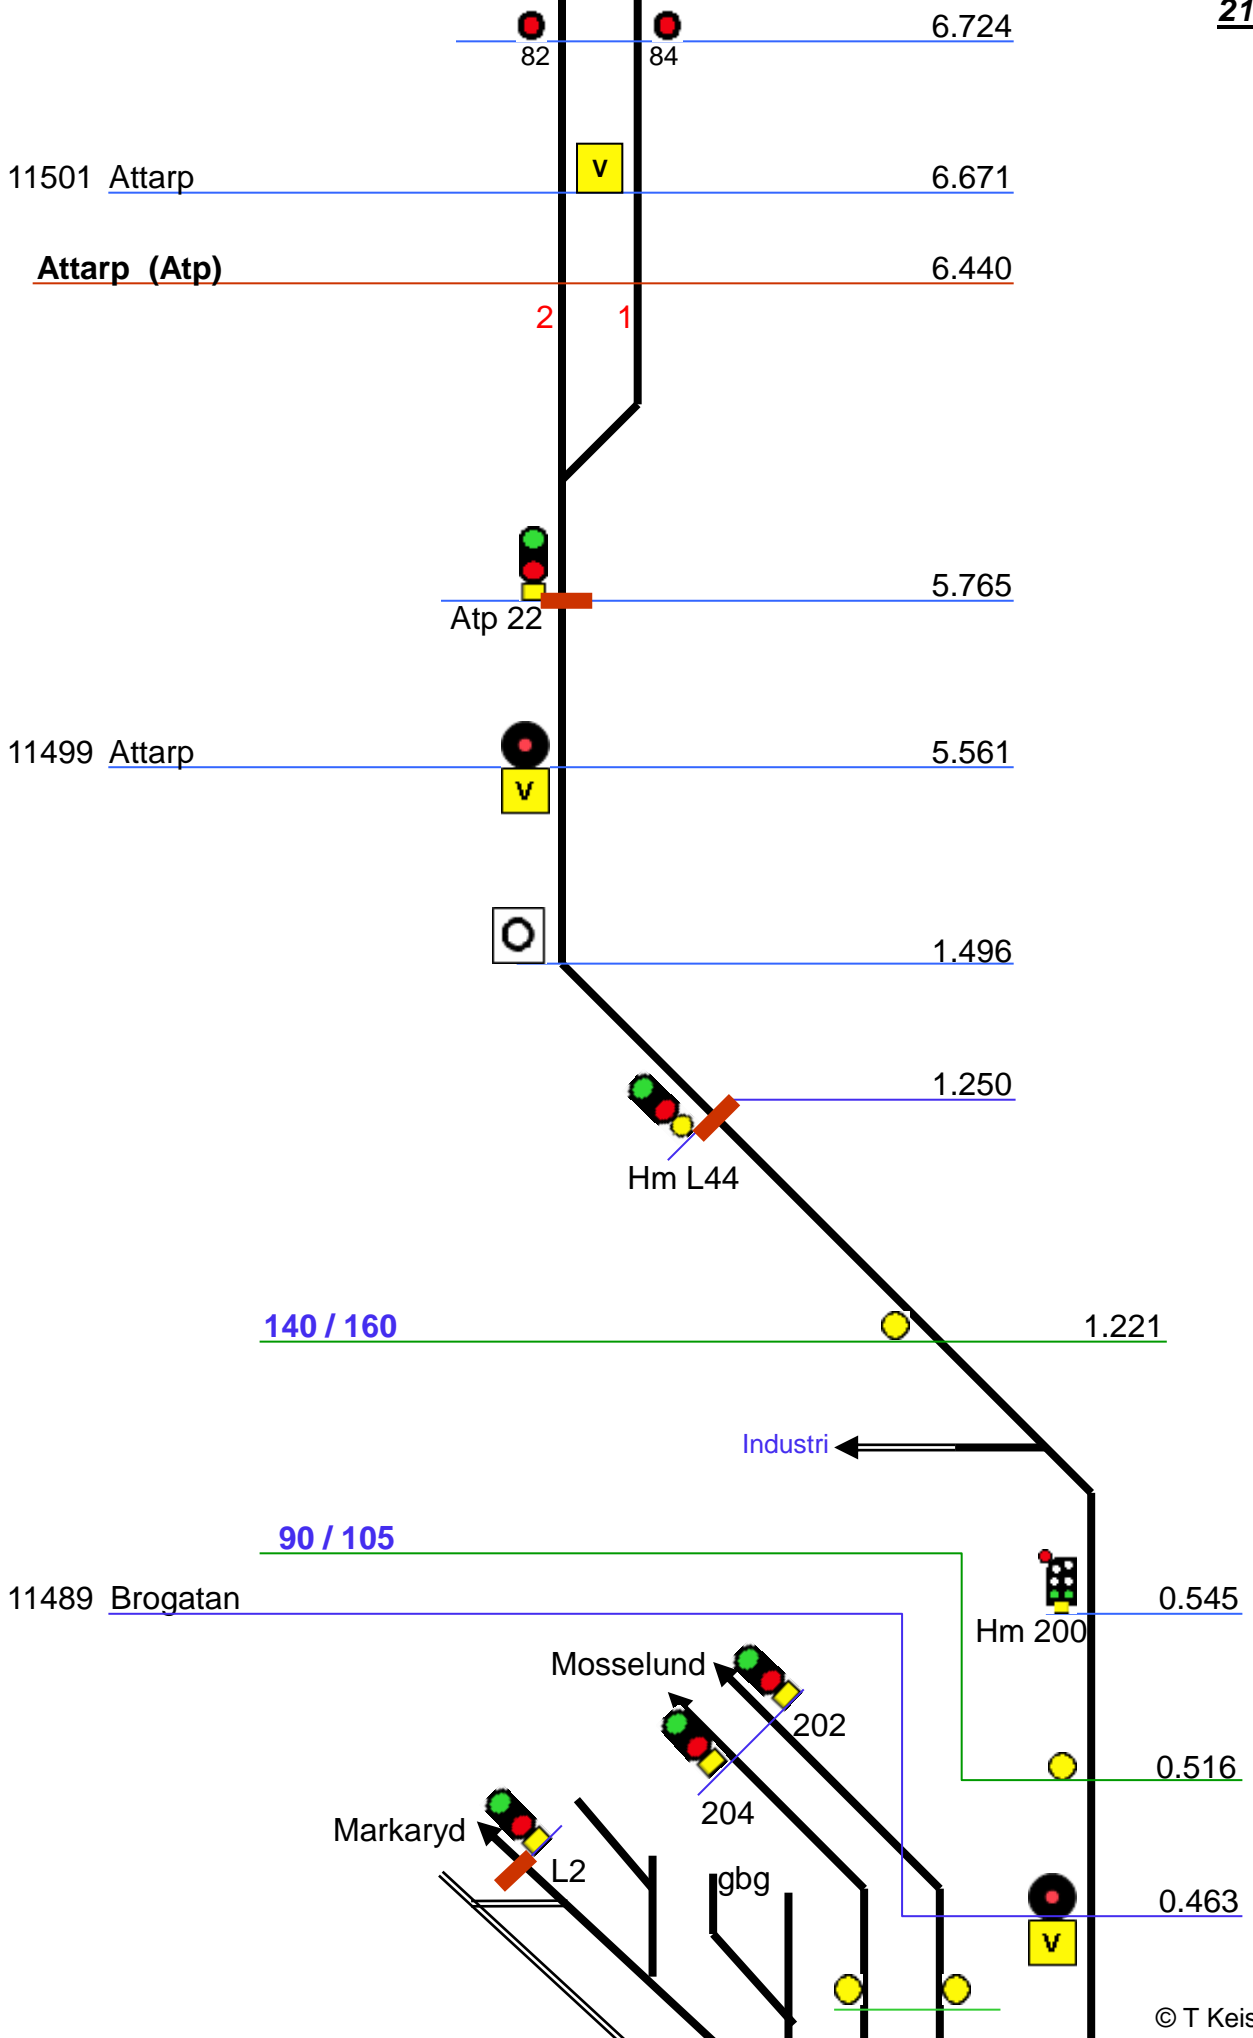 21
6.724
82 84
V
11501 Attarp 6.671
Attarp (Atp) 6.440
2 1
5.765
Atp 22
11499 Attarp 5.561
V
O
1.496
1.250
Hm L44
140 / 160 1.221
Industri
90 / 105
11489 Brogatan 0.545
Hm 200
Mosselund
202
0.516
204
Markaryd
L2
gbg
0.463
V
© T Keis